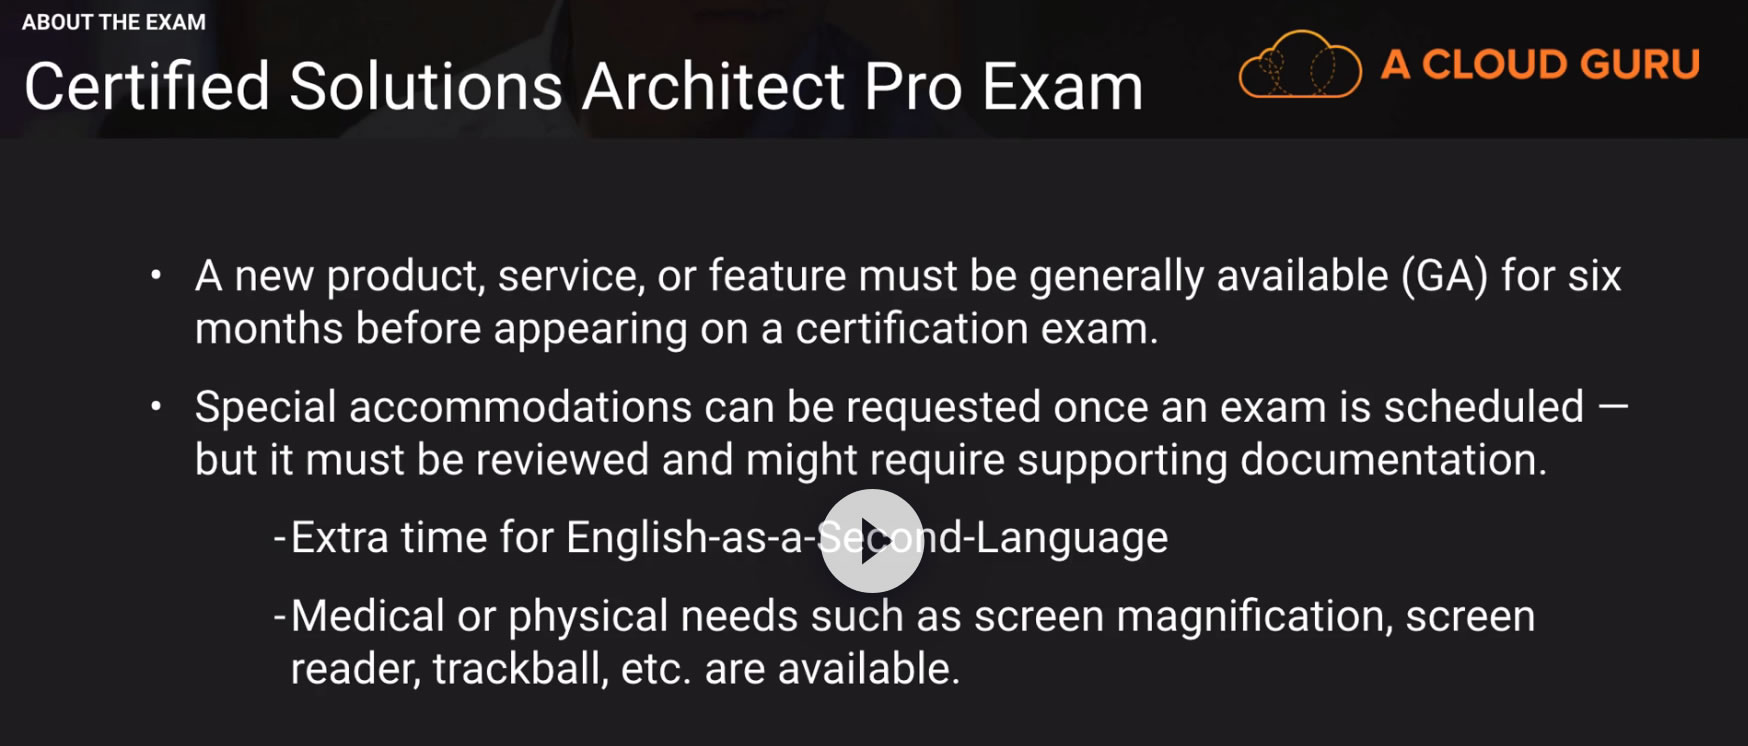 ABOUT THE EXAM
Certified Solutions Architect Pro Exam
A CLOUD GURU
• A new product, service, or feature must be generally available (GA) for six
months before appearing on a certification exam.
• Special accommodations can be requested once an exam is scheduled —
but it must be reviewed and might require supporting documentation.
-Extra time for English-as-a-Second-Language
-Medical or physical needs such as screen magnification, screen
reader, trackball, etc. are available.